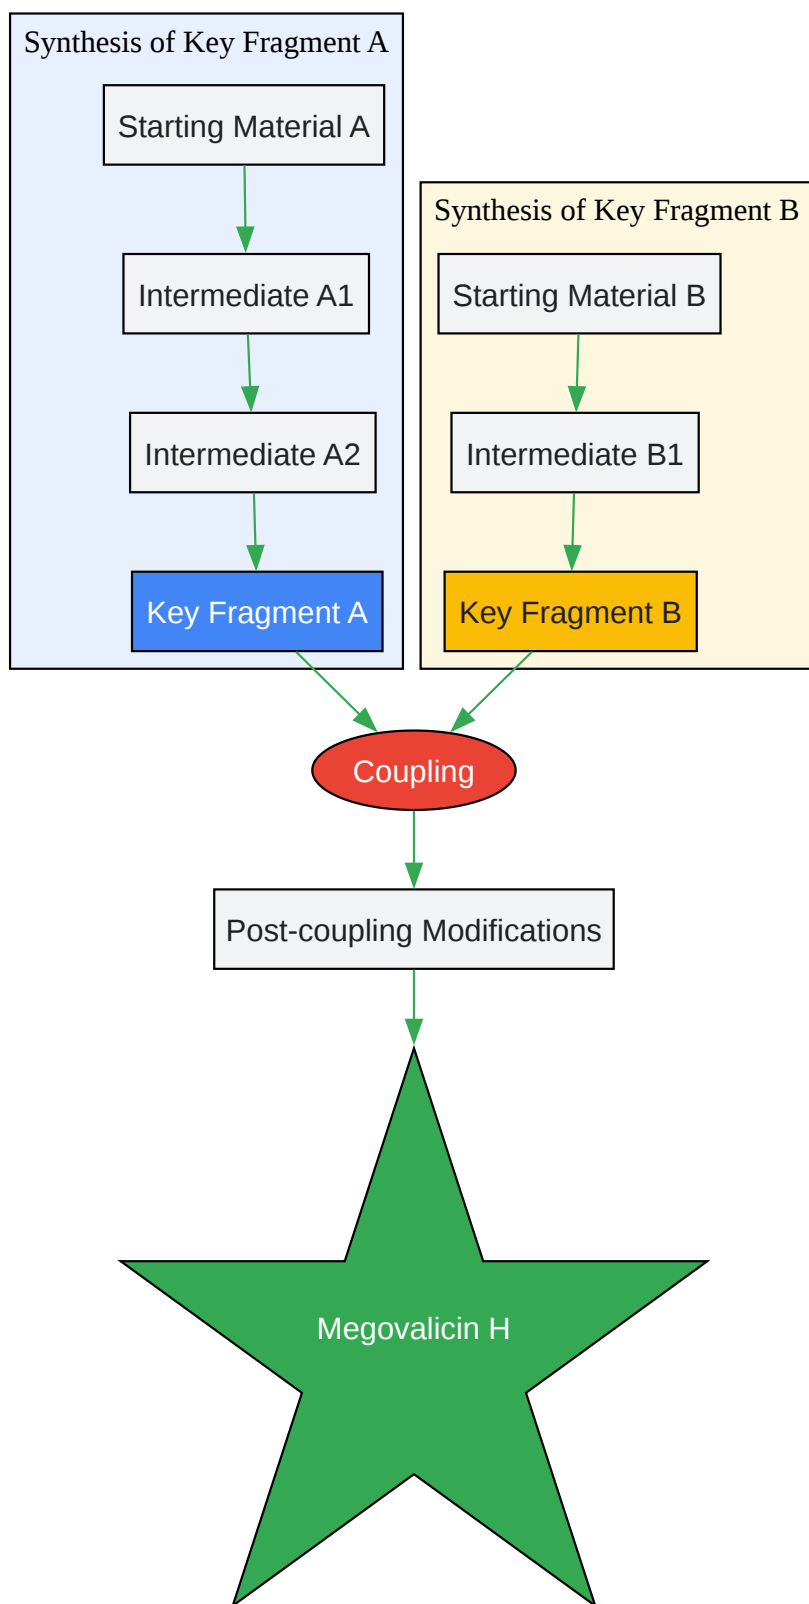 Synthesis of Key Fragment A
Starting Material A
Intermediate A1
Intermediate A2
Key Fragment A
Synthesis of Key Fragment B
Starting Material B
Intermediate B1
Key Fragment B
Coupling
Post-coupling Modifications
Megovalicin H